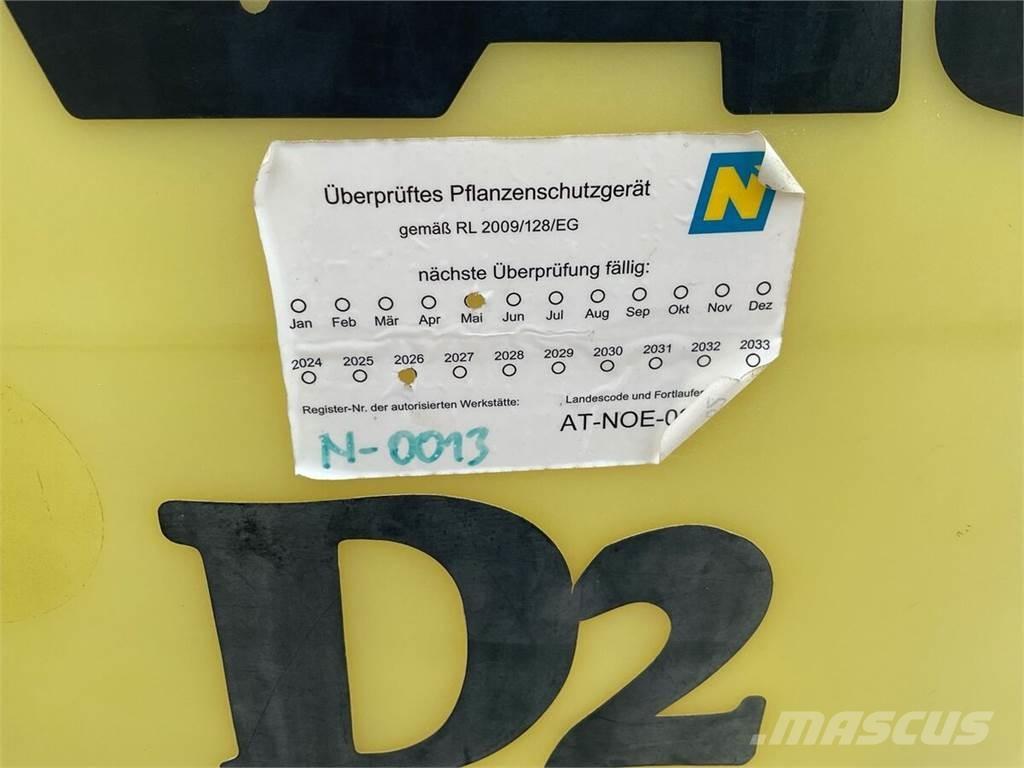 N
Überprüftes Pflanzenschutzgerät
gemäß RL 2009/128/EG
nächste Überprüfung fällig:
Jan Feb Mär Apr Mai Jun Jul Aug Sep Okt Nov Dez
2024 2025 2026 2027 2028 2029 2030 2031 2032 2033
Register-Nr. der autorisierten Werkstätte:
Landescode und
N-0013
AT-NOE-
D2
MASCUS